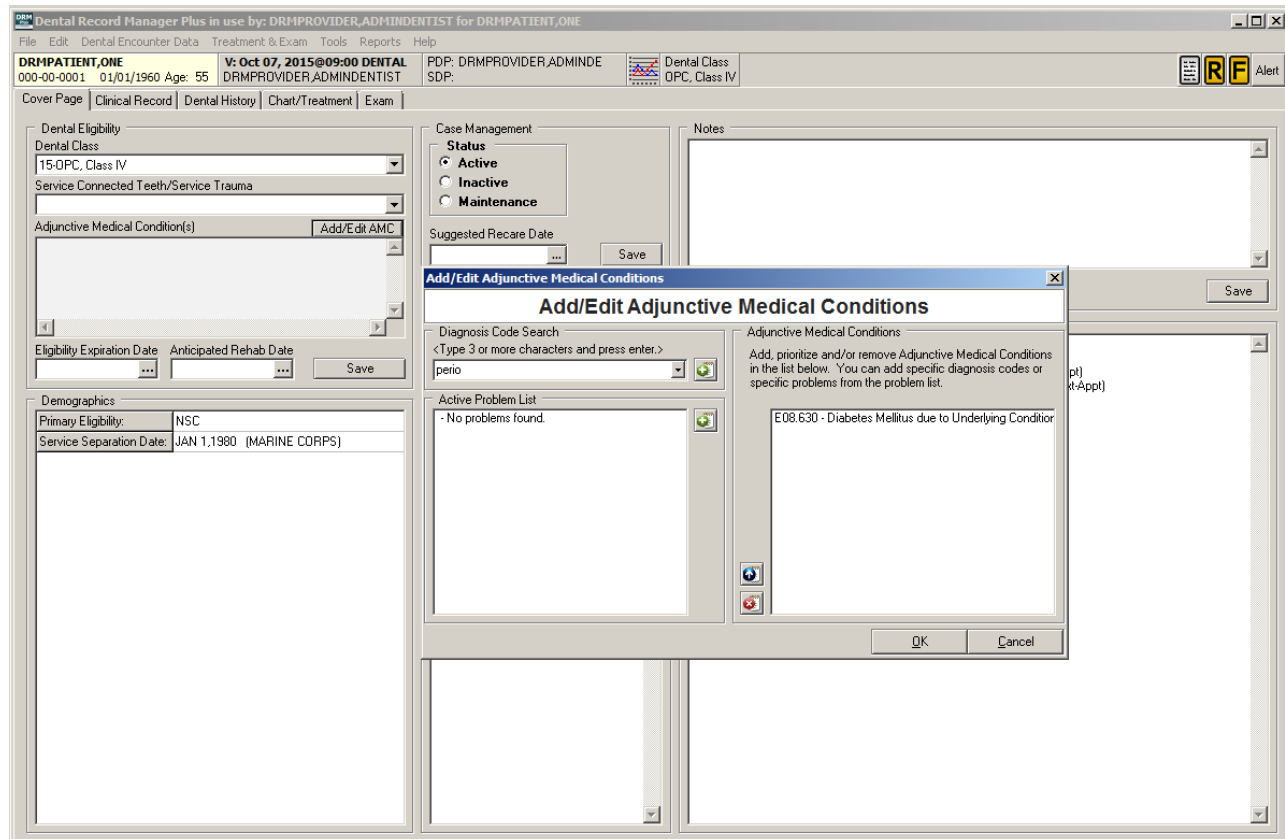 Dental Record Manager Plus in use by: DRMPROVIDER,ADMINDENTIST for DRMPATIENT,ONE
File Edit Dental Encounter Data Treatment & Exam Tools Reports Help
DRMPATIENT,ONE V: Oct 07, 2015@09:00 DENTAL PDP: DRMPROVIDER,ADMINDE Dental Class
000-00-0001 01/01/1960 Age: 55 DRMPROVIDER,ADMINDENTIST SDP: OPC, Class IV R F Alert
Cover Page Clinical Record Dental History Chart/Treatment Exam
Dental Eligibility
Dental Class
15-OPC, Class IV
Service Connected Teeth/Service Trauma
Adjunctive Medical Condition(s) Add/Edit AMC
Eligibility Expiration Date Anticipated Rehab Date
... ... Save
Demographics
Primary Eligibility: NSC
Service Separation Date: JAN 1,1980 (MARINE CORPS)
Case Management
Status
Active
Inactive
Maintenance
Suggested Recare Date
... Save
Notes
Save
ppt)
xt-Appt)
Add/Edit Adjunctive Medical Conditions
Add/Edit Adjunctive Medical Conditions
Diagnosis Code Search
<Type 3 or more characters and press enter.>
perio
Active Problem List
- No problems found.
Adjunctive Medical Conditions
Add, prioritize and/or remove Adjunctive Medical Conditions
in the list below. You can add specific diagnosis codes or
specific problems from the problem list.
E08.630 - Diabetes Mellitus due to Underlying Condition
OK Cancel